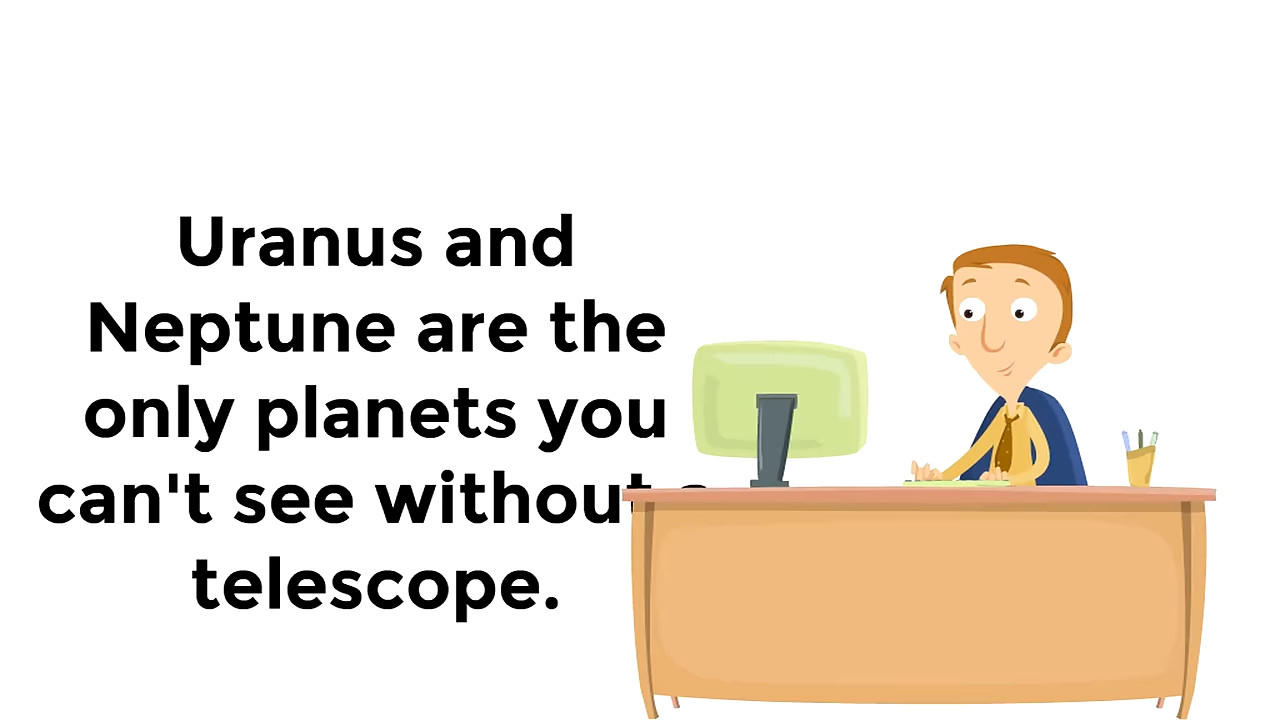 Uranus and
Neptune are the
only planets you
can't see without
telescope.